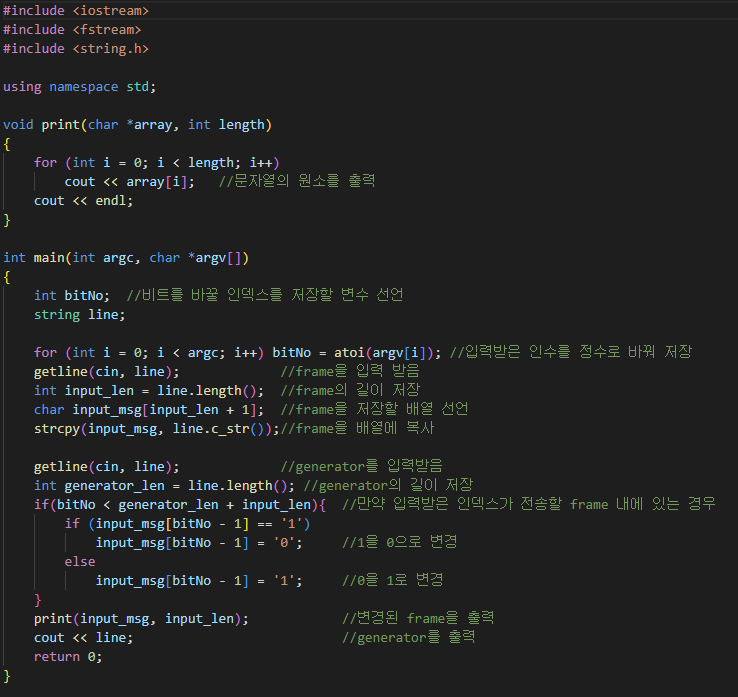 #include <iostream>
#include <fstream>
#include <string.h>
using namespace std;
void print(char *array, int length)
{
for (int i = 0; i < length; i++)
cout << array[i];   //문자열의 원소를 출력
cout << endl;
}
int main(int argc, char *argv[])
{
int bitNo;  //비트를 바꿀 인덱스를 저장할 변수 선언
string line;
for (int i = 0; i < argc; i++) bitNo = atoi(argv[i]); //입력받은 인수를 정수로 바꿔 저장
getline(cin, line);             //frame을 입력 받음
int input_len = line.length();  //frame의 길이 저장
char input_msg[input_len + 1];  //frame을 저장할 배열 선언
strcpy(input_msg, line.c_str());//frame을 배열에 복사
getline(cin, line);             //generator를 입력받음
int generator_len = line.length(); //generator의 길이 저장
if(bitNo < generator_len + input_len){  //만약 입력받은 인덱스가 전송할 frame 내에 있는 경우
if (input_msg[bitNo - 1] == '1')
input_msg[bitNo - 1] = '0';     //1을 0으로 변경
else
input_msg[bitNo - 1] = '1';     //0을 1로 변경
}
print(input_msg, input_len);            //변경된 frame을 출력
cout << line;                           //generator를 출력
return 0;
}